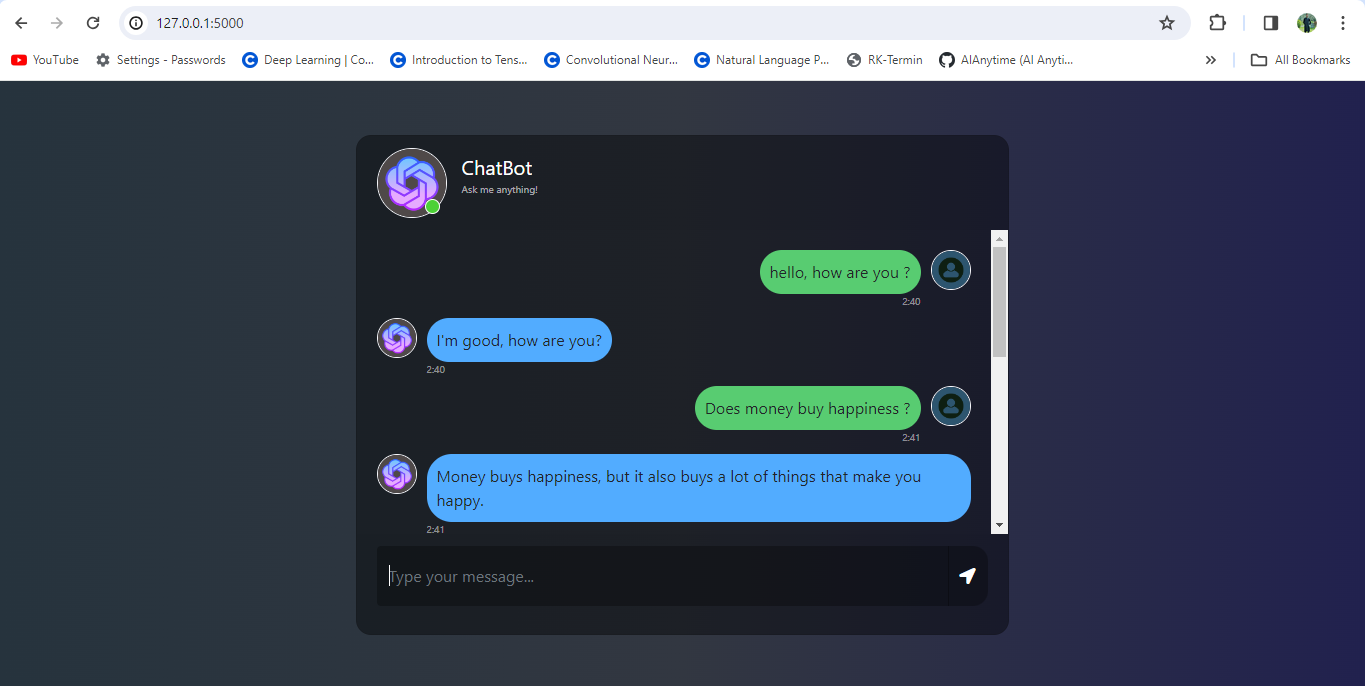 127.0.0.1:5000
YouTube
Settings - Passwords
Deep Learning | Co...
Introduction to Tens...
Convolutional Neur...
Natural Language P...
RK-Termin
AIAnytime (AI Anyti...
All Bookmarks
ChatBot
Ask me anything!
hello, how are you ?
2:40
I'm good, how are you?
2:40
Does money buy happiness ?
2:41
Money buys happiness, but it also buys a lot of things that make you
happy.
2:41
Type your message...